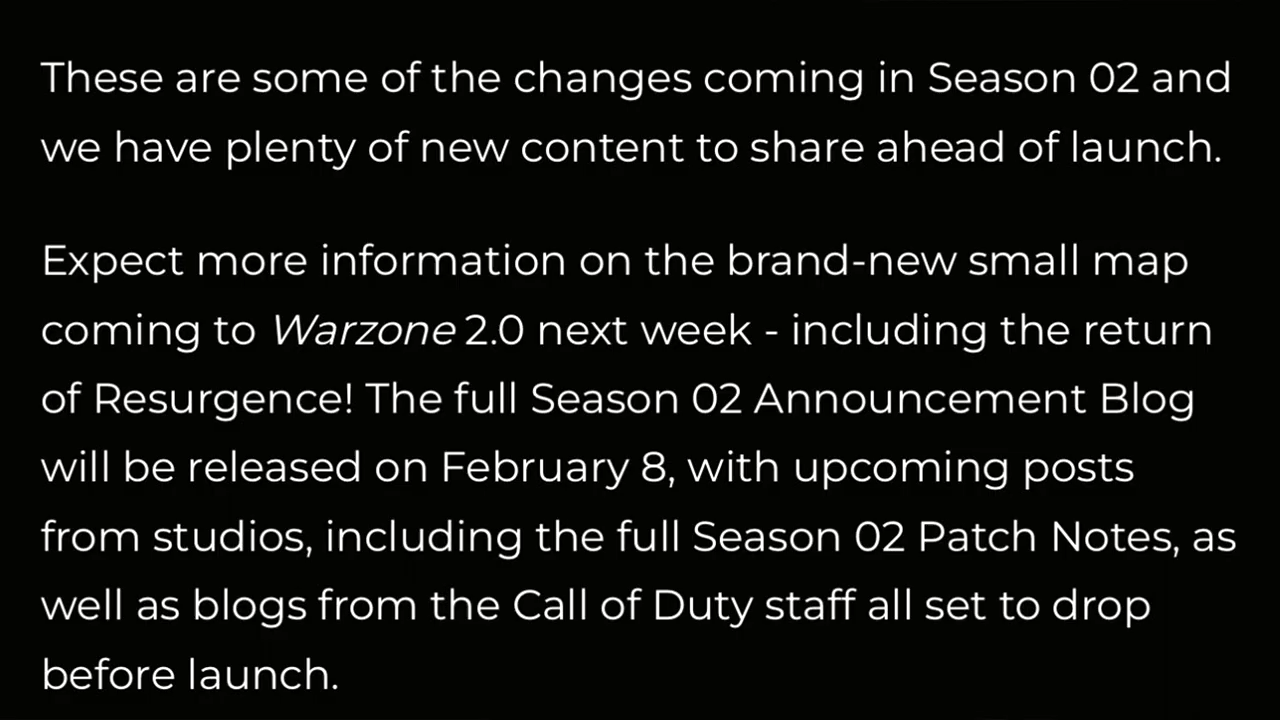 These are some of the changes coming in Season 02 and
we have plenty of new content to share ahead of launch.
Expect more information on the brand-new small map
coming to Warzone 2.0 next week - including the return
of Resurgence! The full Season 02 Announcement Blog
will be released on February 8, with upcoming posts
from studios, including the full Season 02 Patch Notes, as
well as blogs from the Call of Duty staff all set to drop
before launch.